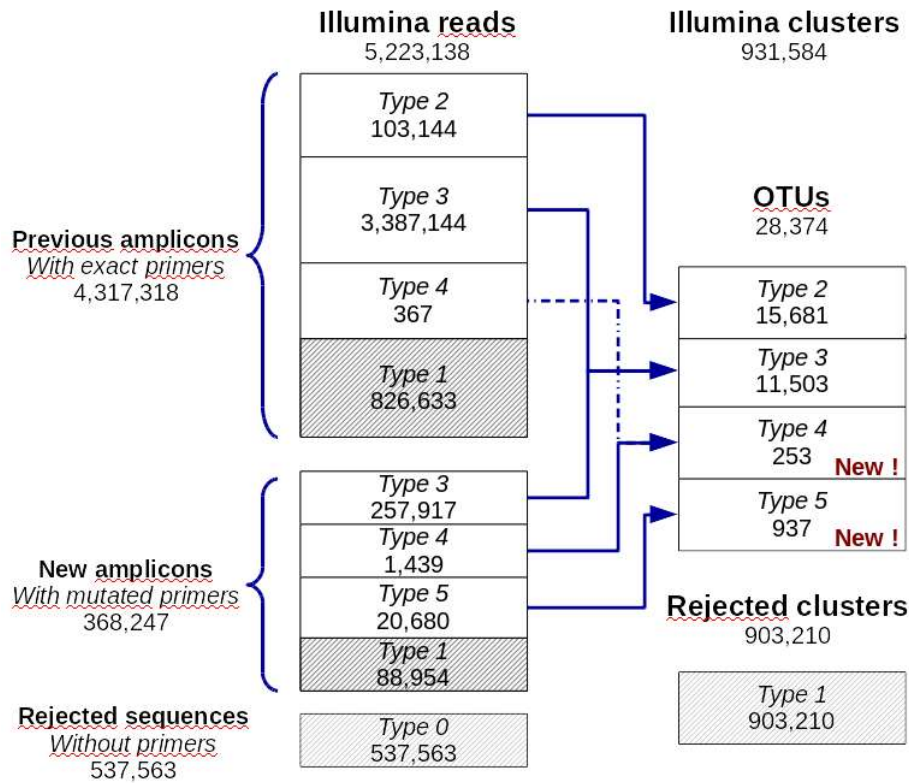 Illumina reads
5,223,138
Illumina clusters
931,584
Previous amplicons
With exact primers
4,317,318
Type 2
103,144
Type 3
3,387,144
Type 4
367
Type 1
826,633
New amplicons
With mutated primers
368,247
Type 3
257,917
Type 4
1,439
Type 5
20,680
Type 1
88,954
Rejected sequences
Without primers
537,563
Type 0
537,563
OTUs
28,374
Type 2
15,681
Type 3
11,503
Type 4
253
New !
Type 5
937
New !
Rejected clusters
903,210
Type 1
903,210